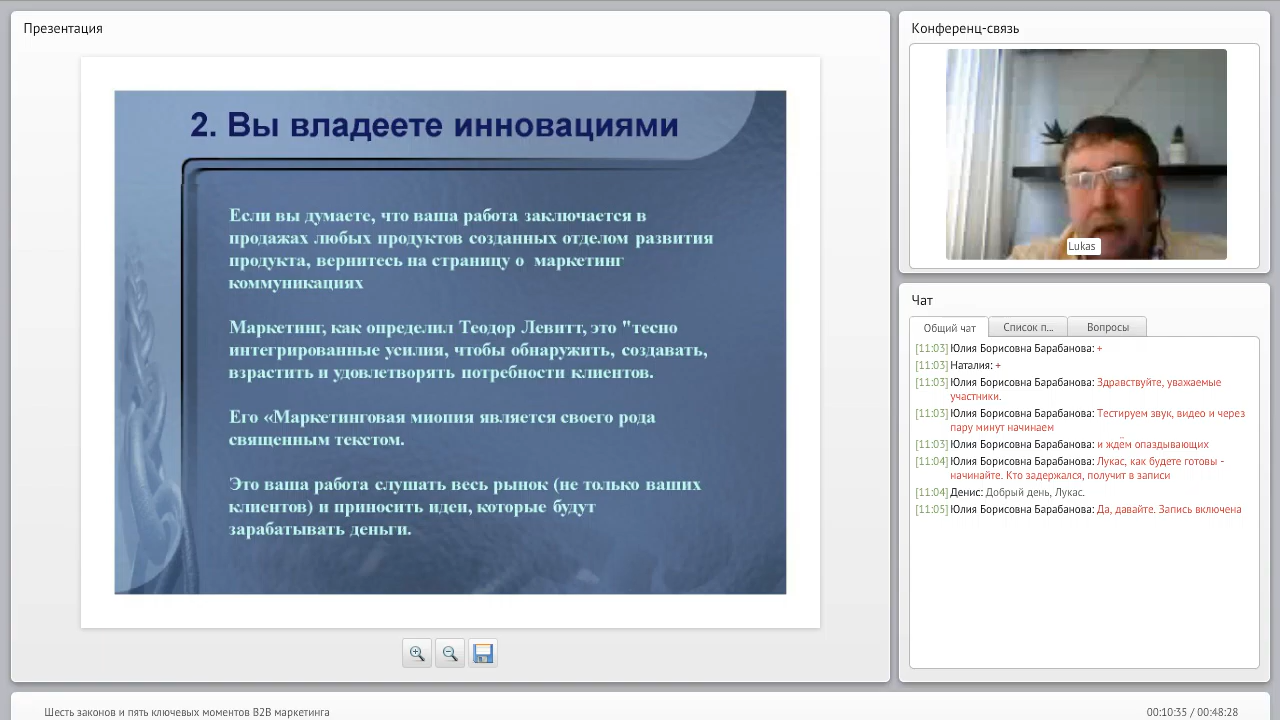 Презентация
2. Вы владеете инновациями
Если вы думаете, что ваша работа заключается в
продажах любых продуктов созданных отделом развития
продукта, вернитесь на страницу о маркетинг
коммуникациях
Маркетинг, как определил Теодор Левитт, это "тесно
интегрированные усилия, чтобы обнаружить, создавать,
взрастить и удовлетворять потребности клиентов.
Его «Маркетинговая миопия является своего рода
священным текстом.
Это ваша работа слушать весь рынок (не только ваших
клиентов) и приносить идеи, которые будут
зарабатывать деньги.
Конференц-связь
Lukas
Чат
Общий чат
Список п...
Вопросы
[11:03] Юлия Борисовна Барабанова: +
[11:03] Наталия: +
[11:03] Юлия Борисовна Барабанова: Здравствуйте, уважаемые
участники.
[11:03] Юлия Борисовна Барабанова: Тестируем звук, видео и через
пару минут начинаем
[11:03] Юлия Борисовна Барабанова: и ждём опаздывающих
[11:04] Юлия Борисовна Барабанова: Лукас, как будете готовы -
начинайте. Кто задержался, получит в записи
[11:04] Денис: Добрый день, Лукас.
[11:05] Юлия Борисовна Барабанова: Да, давайте. Запись включена
Шесть законов и пять ключевых моментов B2B маркетинга
00:10:35 / 00:48:28